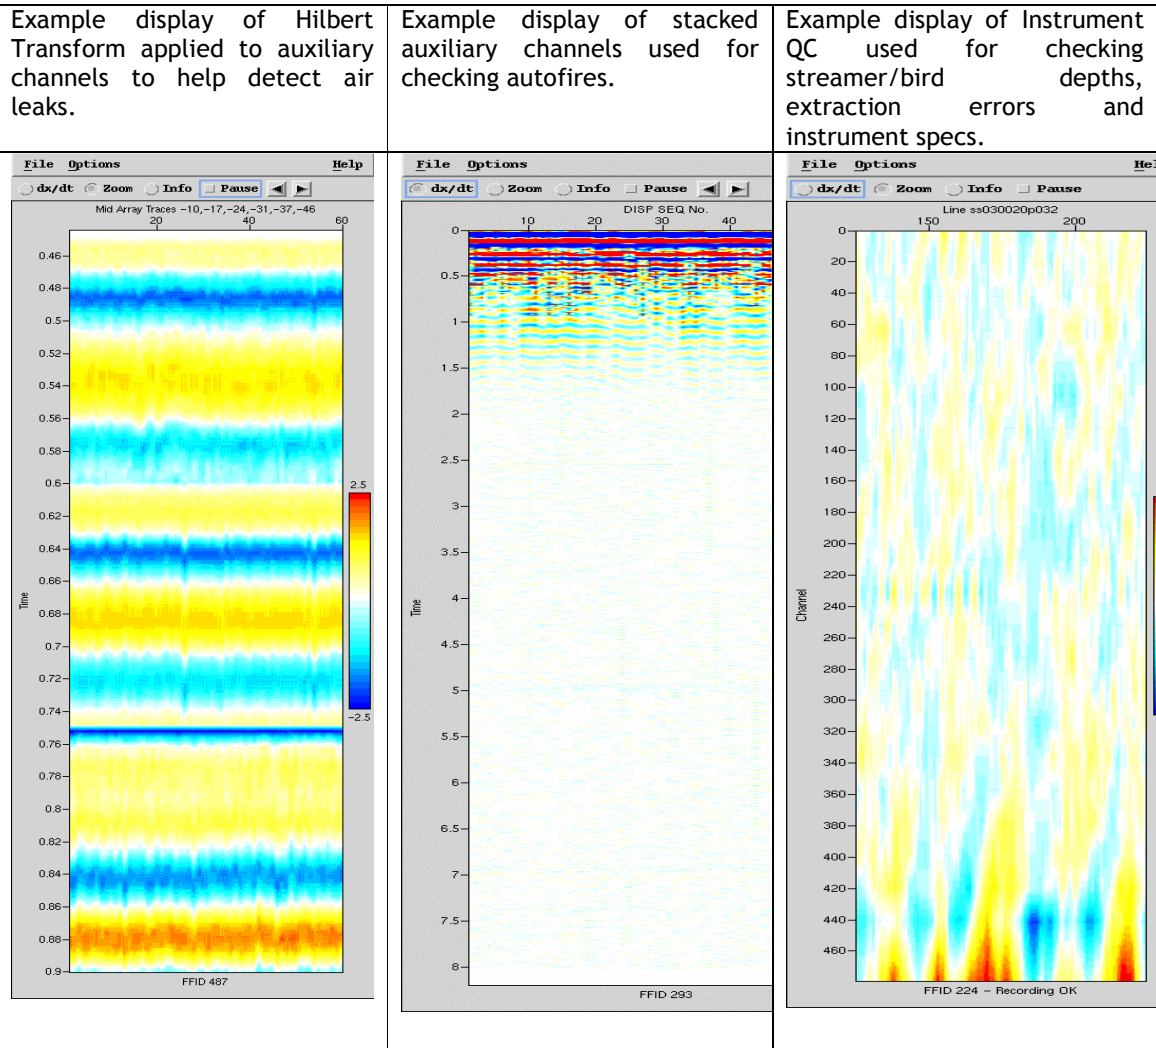 Example display of Hilbert
Transform applied to auxiliary
channels to help detect air
leaks.
Example display of stacked
auxiliary channels used for
checking autofires.
Example display of Instrument
QC used for checking
streamer/bird depths,
extraction errors and
instrument specs.
File Options Help
dx/dt Zoom Info Pause
Mid Array Traces -10,-17,-24,-31,-37,-46
20 40 60
0.46
0.48
0.5
0.52
0.54
0.56
0.58
0.6
0.62
0.64
0.66
0.68
0.7
0.72
0.74
0.76
0.78
0.8
0.82
0.84
0.86
0.88
0.9
Time
2.5
-2.5
FFID 487
File Options
dx/dt Zoom Info Pause
DISP SEQ No.
10 20 30 40
0
0.5
1
1.5
2
2.5
3
3.5
4
4.5
5
5.5
6
6.5
7
7.5
8
Time
FFID 293
File Options Hel
dx/dt Zoom Info Pause
Line ss030020p032
150 200
0
20
40
60
80
100
120
140
160
180
200
220
240
260
280
300
320
340
360
380
400
420
440
460
Channel
FFID 224 - Recording OK